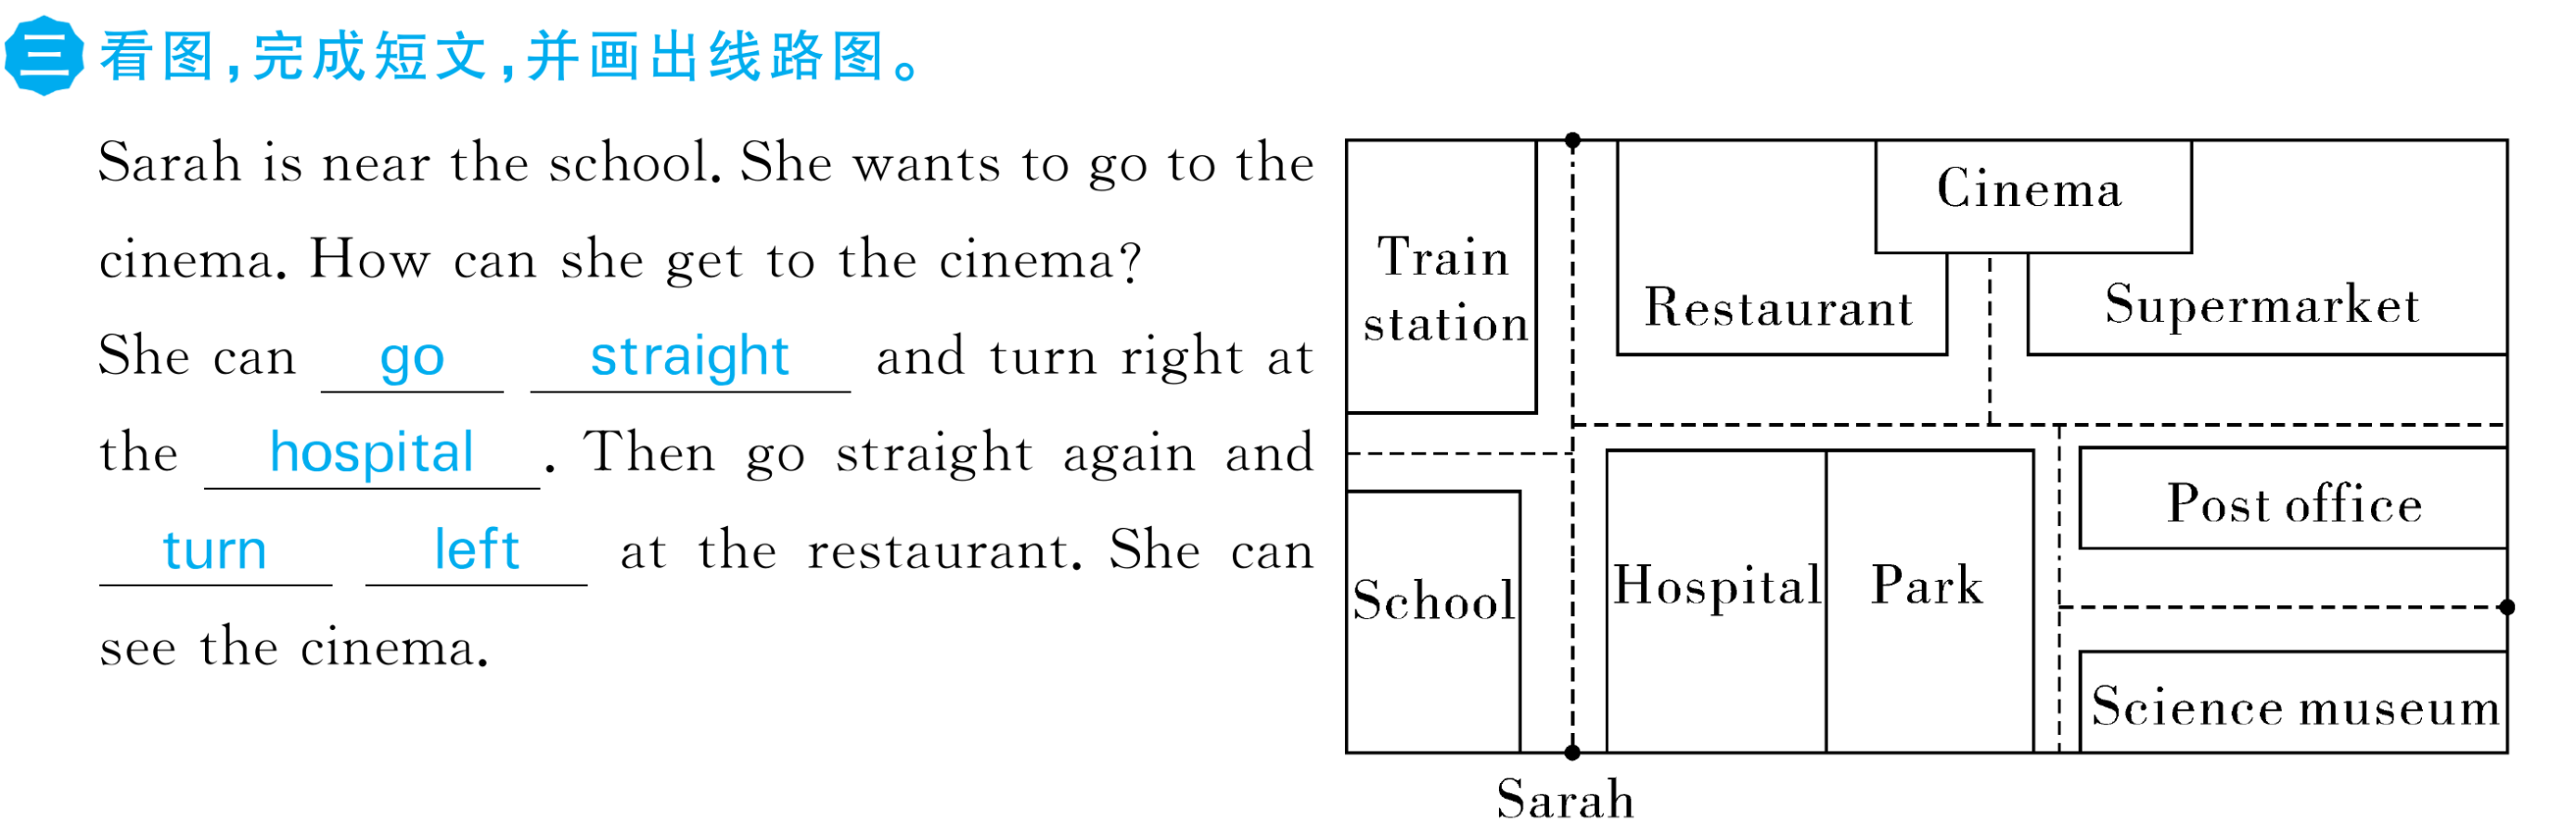 三 看图,完成短文,并画出线路图。
Sarah is near the school. She wants to go to the
cinema. How can she get to the cinema?
She can go straight and turn right at
the hospital. Then go straight again and
turn left at the restaurant. She can
see the cinema.
Cinema
Train
station
Restaurant
Supermarket
Post office
School
Hospital
Park
Science museum
Sarah